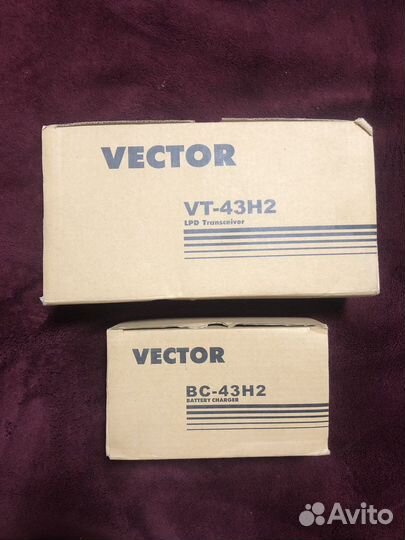 VECTOR
VT-43H2
LPD Transceiver
VECTOR
BC-43H2
BATTERY CHARGER
Avito